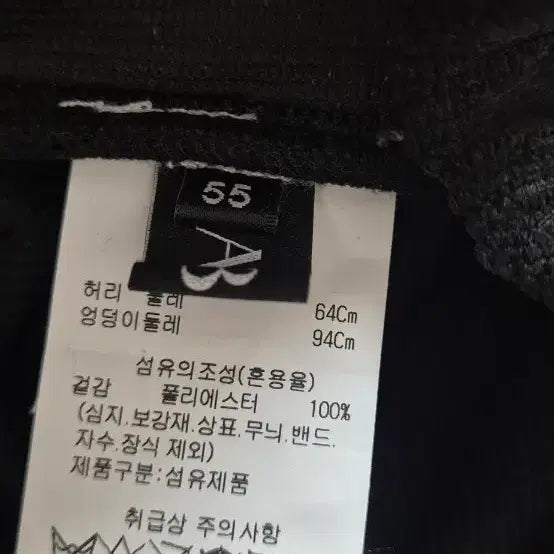 55
AB
허리 둘레 64Cm
엉덩이둘레 94Cm
섬유의조성(혼용율)
겉감 폴리에스터 100%
(심지.보강재.상표.무늬.밴드.
자수.장식 제외)
제품구분:섬유제품
취급상 주의사항